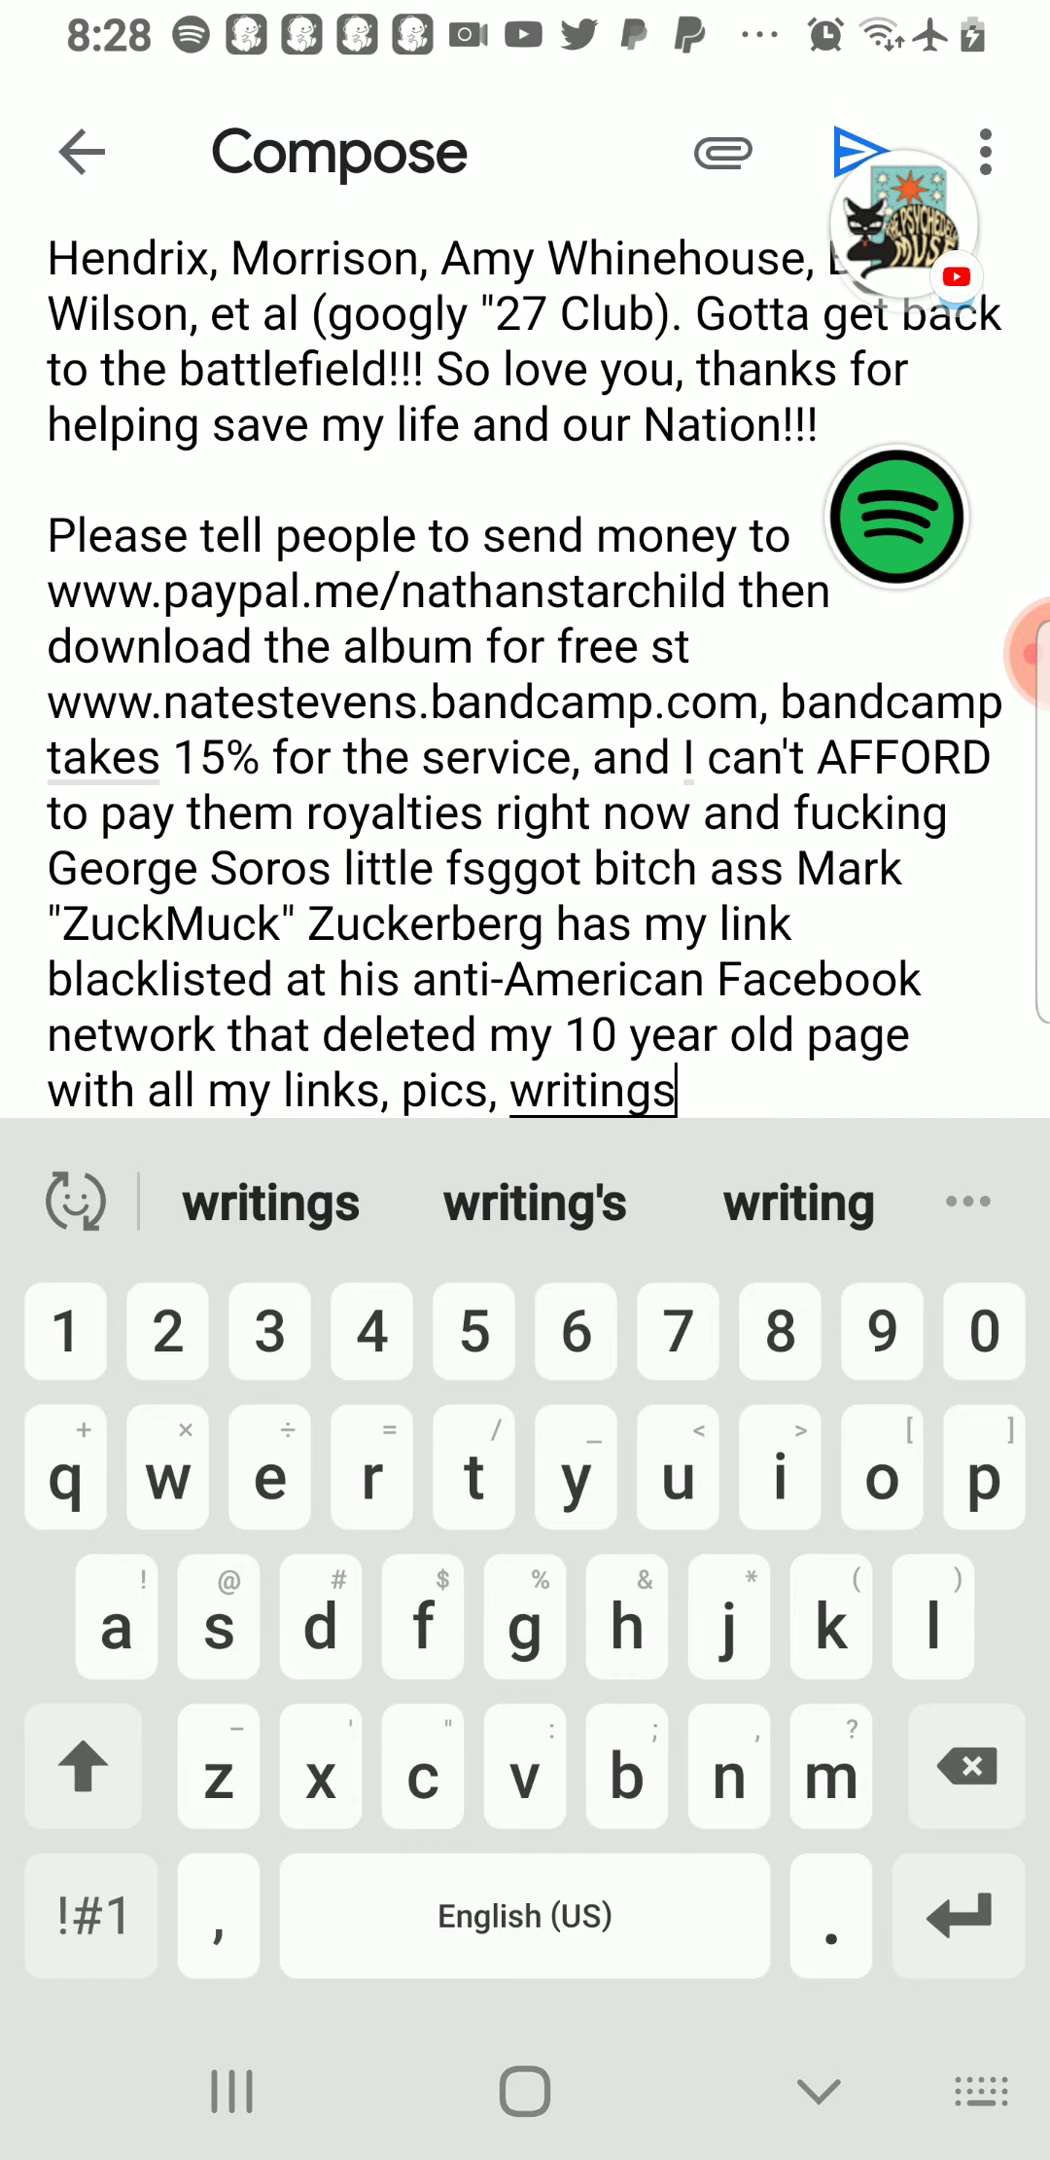 8:28
Compose
Hendrix, Morrison, Amy Whinehouse,
Wilson, et al (googly "27 Club). Gotta get back
to the battlefield!!! So love you, thanks for
helping save my life and our Nation!!!
Please tell people to send money to
www.paypal.me/nathanstarchild then
download the album for free st
www.natestevens.bandcamp.com, bandcamp
takes 15% for the service, and I can't AFFORD
to pay them royalties right now and fucking
George Soros little fsggot bitch ass Mark
"ZuckMuck" Zuckerberg has my link
blacklisted at his anti-American Facebook
network that deleted my 10 year old page
with all my links, pics, writings
writings writing's writing
1 2 3 4 5 6 7 8 9 0
+ × ÷ = / _ < > [ ]
q w e r t y u i o p
! @ # $ % & * ( )
a s d f g h j k l
- ' " : ; , ?
z x c v b n m
!#1 , English (US) .